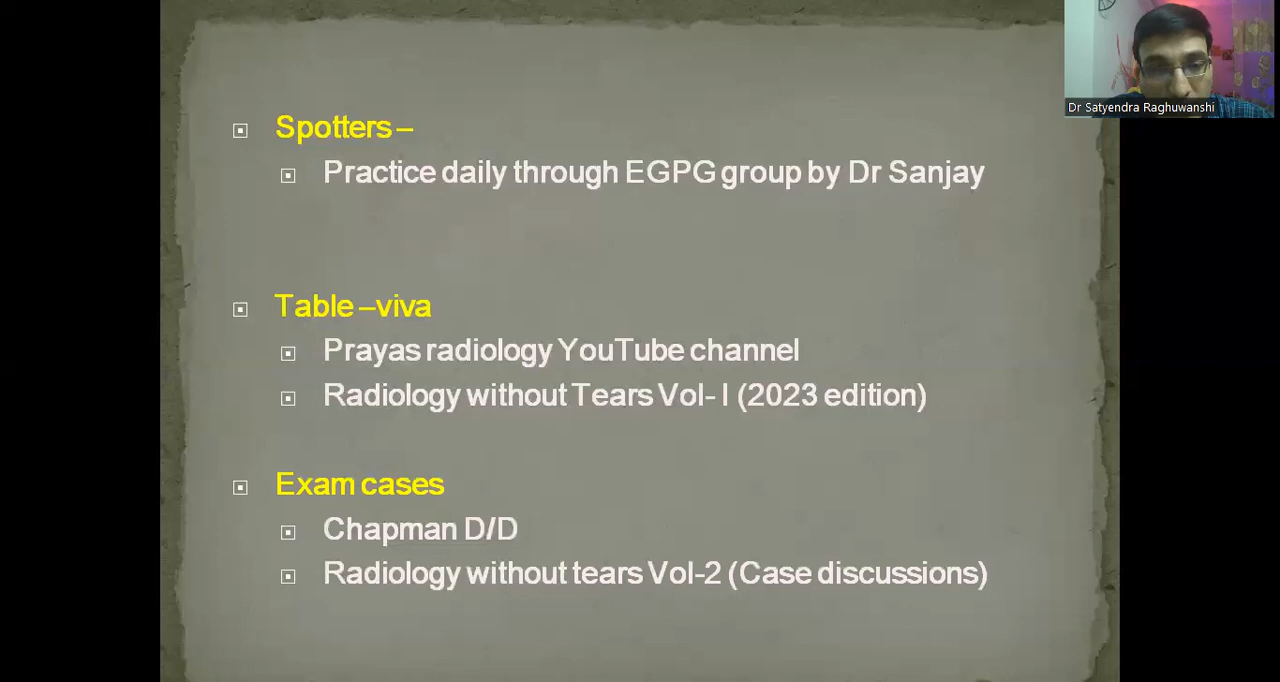 Dr Satyendra Raghuwanshi
Spotters –
Practice daily through EGPG group by Dr Sanjay
Table –viva
Prayas radiology YouTube channel
Radiology without Tears Vol- I (2023 edition)
Exam cases
Chapman D/D
Radiology without tears Vol-2 (Case discussions)